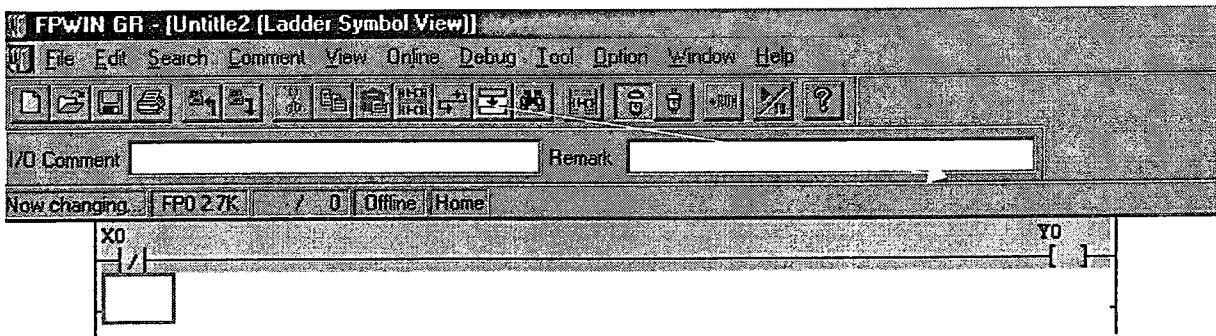 FPWIN GR - [Untitle2 (Ladder Symbol View)]
File Edit Search Comment View Online Debug Tool Option Window Help
I/O Comment Remark
Now changing... FP0 2.7K / 0 Offline Home
X0 Y0